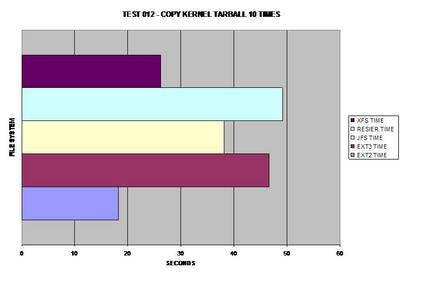 TEST 012 - COPY KERNEL TARBALL 10 TIMES
FILE SYSTEM
XFS TIME
RESIER TIME
JFS TIME
EXT3 TIME
EXT2 TIME
0 10 20 30 40 50 60
SECONDS